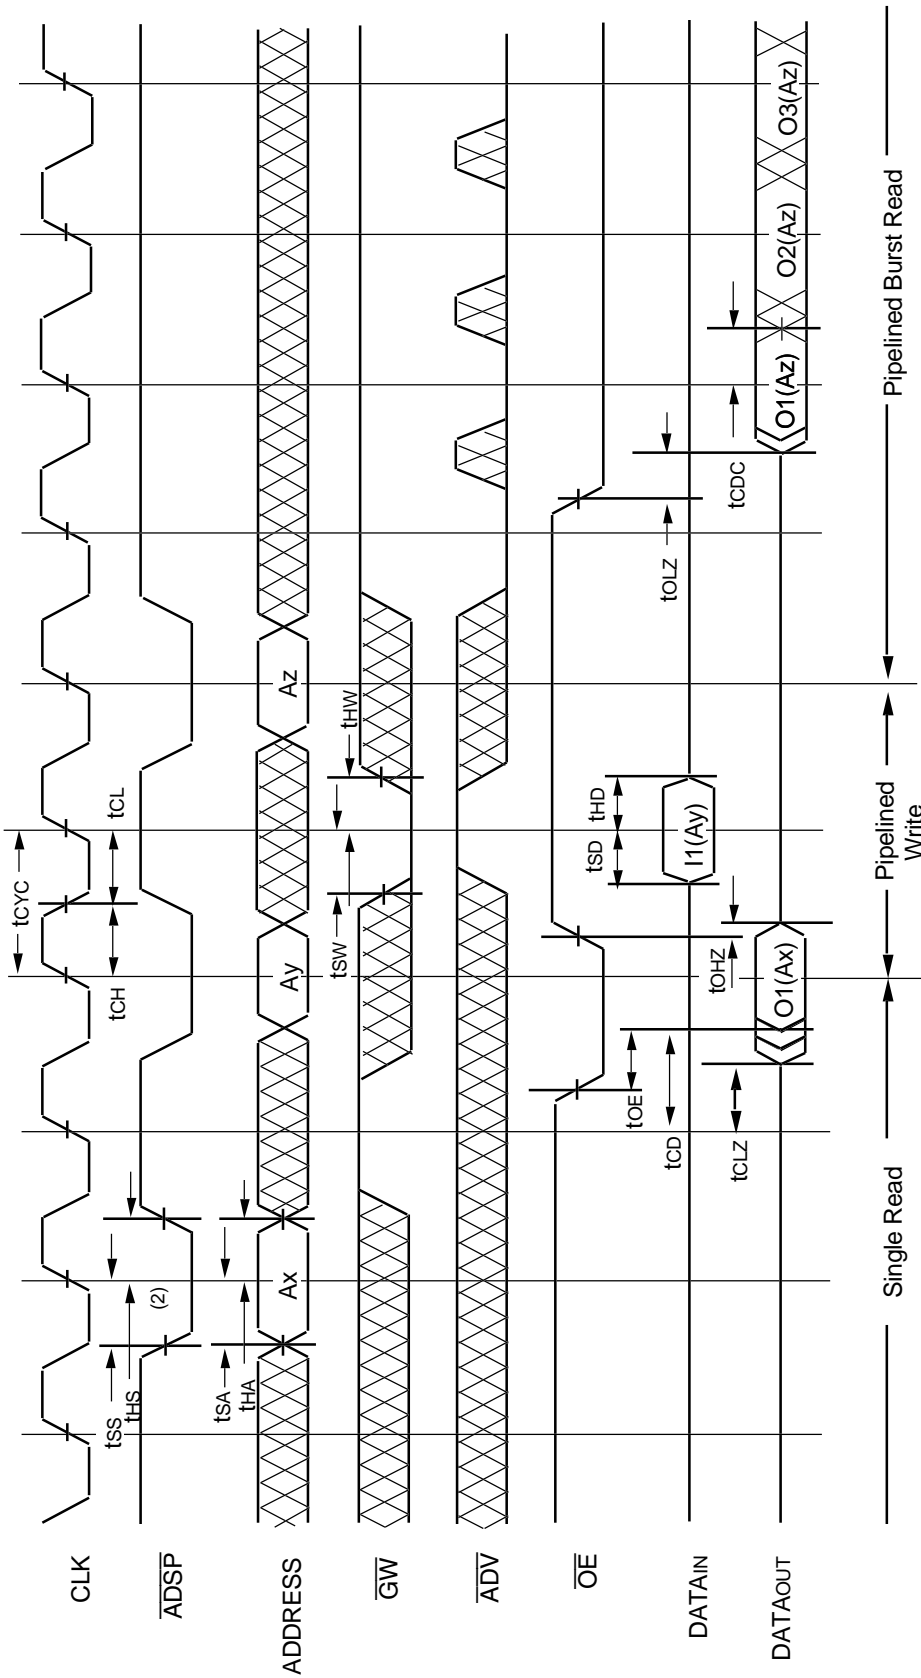 CLK
tCYC
tCH
tCL
ADSP
tSS
tHS
(2)
ADDRESS
tSA
tHA
Ax
Ay
Az
GW
tSW
tHW
ADV
OE
tOE
tOHZ
tOLZ
DATAIN
tCD
tSD
tHD
I1(Ay)
DATAOUT
tCLZ
O1(Ax)
tCDC
O1(Az)
O2(Az)
O3(Az)
Single Read
Pipelined
Write
Pipelined Burst Read